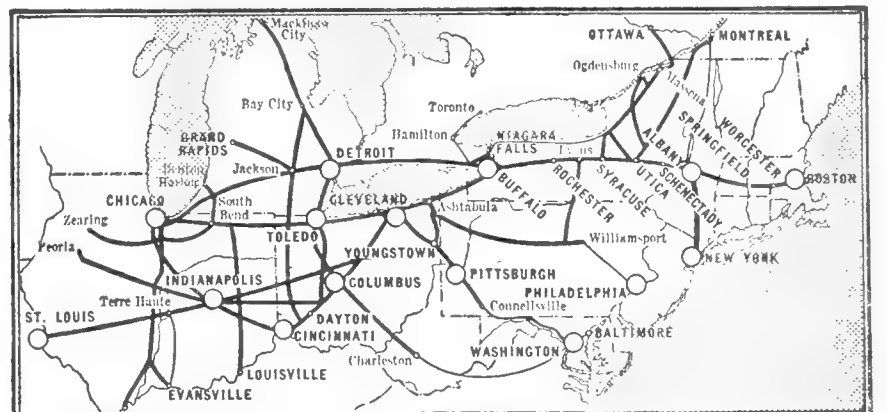 Mackinaw
City
OTTAWA
MONTREAL
Ogdensburg
Massena
Bay City
Toronto
Hamilton
NIAGARA
FALLS
GRAND
RAPIDS
Benton
Harbor
Jackson
DETROIT
BUFFALO
ROCHESTER
SYRACUSE
UTICA
SCHENECTADY
ALBANY
SPRINGFIELD
WORCESTER
BOSTON
CHICAGO
South
Bend
CLEVELAND
Ashtabula
Zearing
TOLEDO
Peoria
YOUNGSTOWN
Williamsport
NEW YORK
INDIANAPOLIS
COLUMBUS
PITTSBURGH
PHILADELPHIA
Terre Haute
Connellsville
ST. LOUIS
DAYTON
CINCINNATI
BALTIMORE
WASHINGTON
Charleston
LOUISVILLE
EVANSVILLE